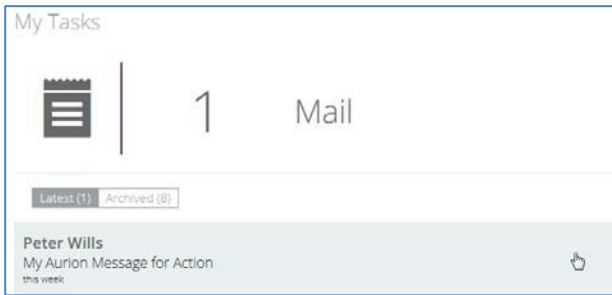 My Tasks
1 Mail
Latest (1) Archived (8)
Peter Wills
My Aurion Message for Action
this week